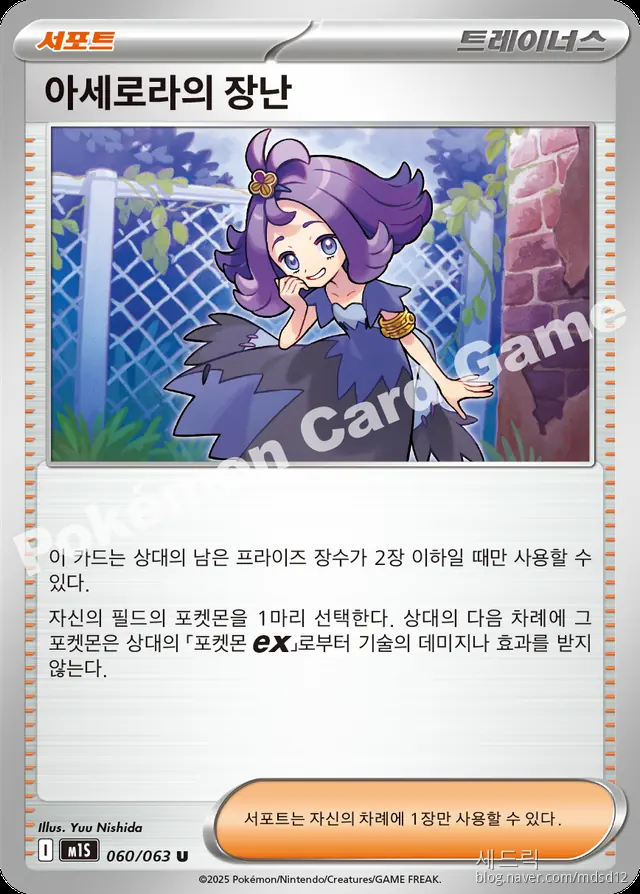 서포트
트레이너스
아세로라의 장난
Pokémon Card Game
이 카드는 상대의 남은 프라이즈 장수가 2장 이하일 때만 사용할 수
있다.
자신의 필드의 포켓몬을 1마리 선택한다. 상대의 다음 차례에 그
포켓몬은 상대의 「포켓몬 ex」로부터 기술의 데미지나 효과를 받지
않는다.
서포트는 자신의 차례에 1장만 사용할 수 있다.
Illus. Yuu Nishida
I M1S 060/063 U
©2025 Pokémon/Nintendo/Creatures/GAME FREAK.
세드릭
blog.naver.com/mdsd12